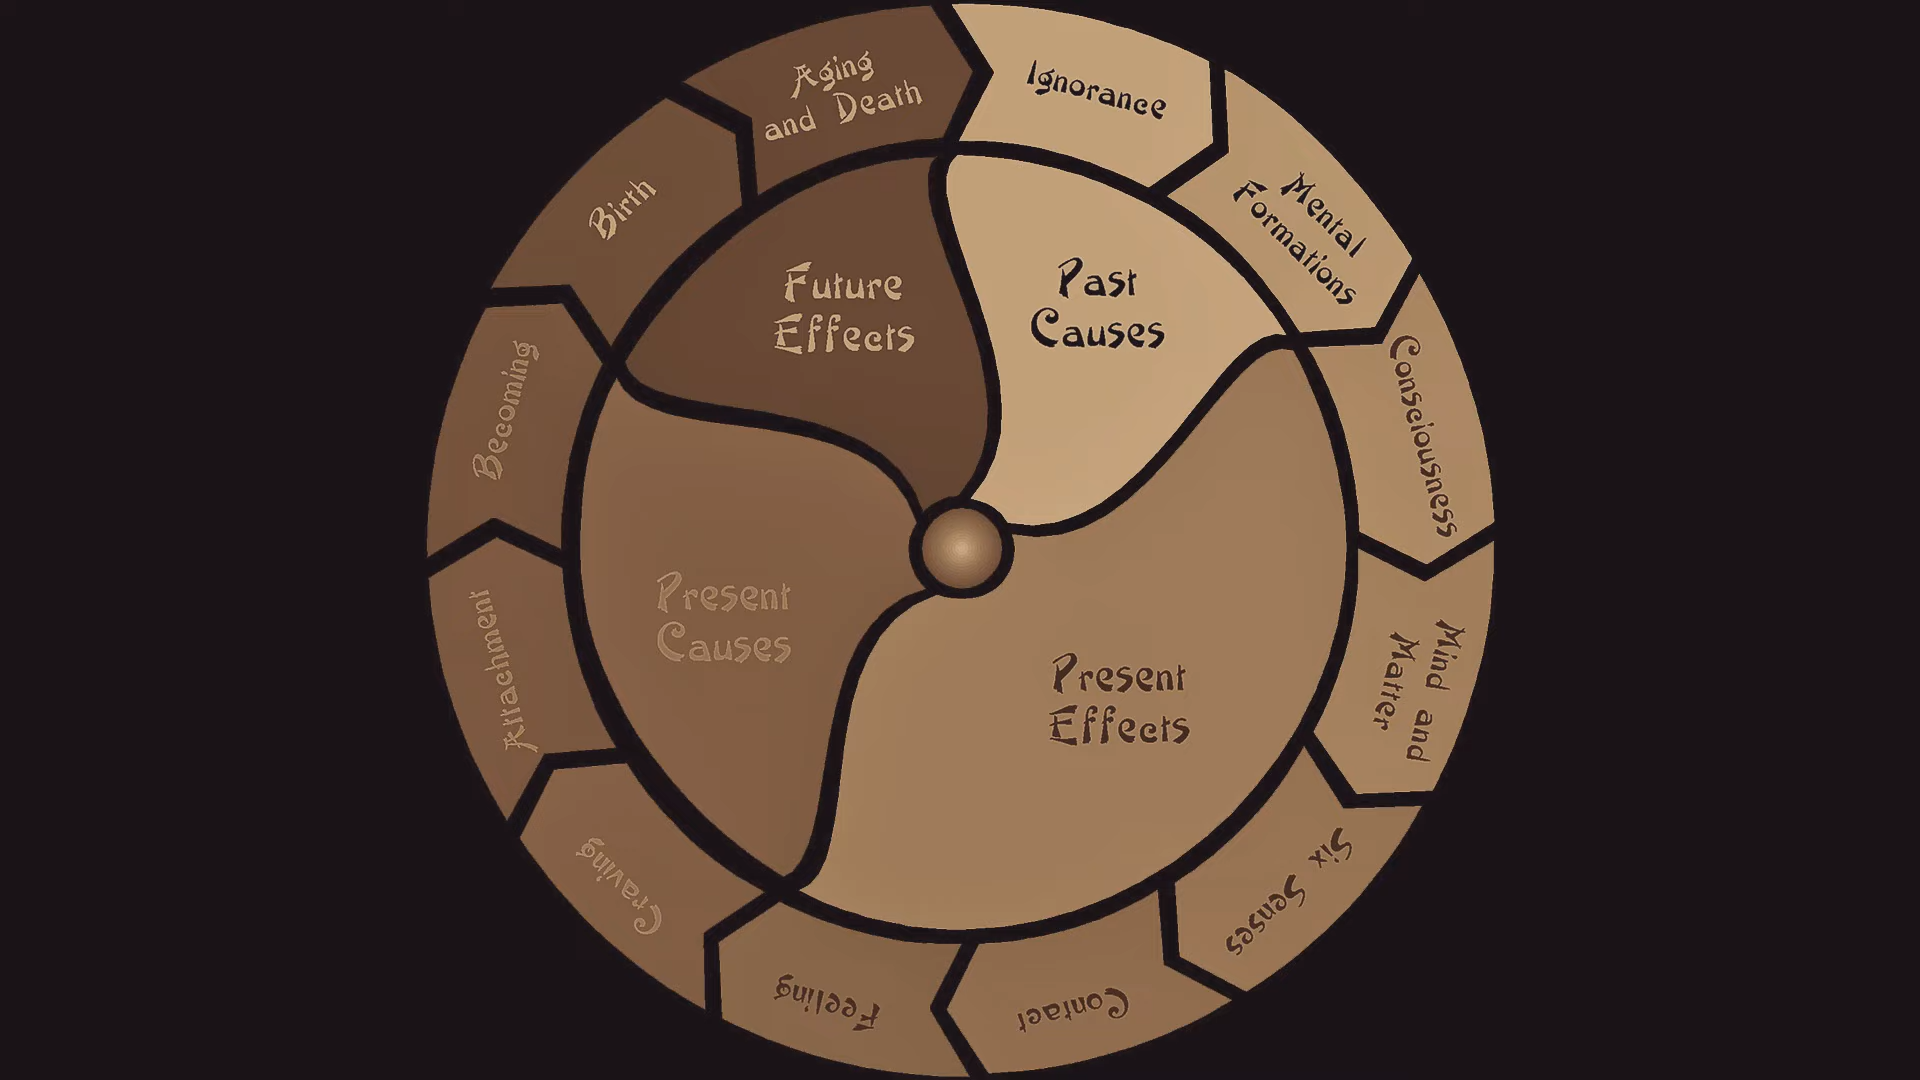 Ignorance
Mental
Formations
Consciousness
Mind and
Matter
Six Senses
Contact
Feeling
Craving
Attachment
Becoming
Birth
Aging
and Death
Past
Causes
Present
Effects
Present
Causes
Future
Effects